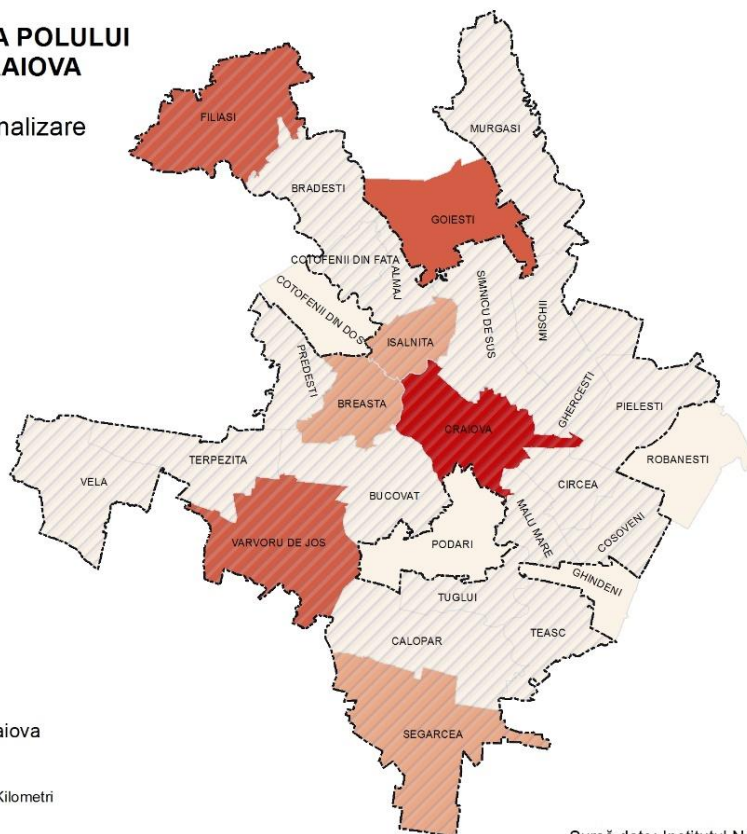 A POLULUI
RAIOVA
nalizare
FILIASI
MURGASI
BRADESTI
GOIESTI
COTOFENII DIN FATA
ALMAJ
COTOFENII DIN DOS
SIMNICU DE SUS
MISCHII
ISALNITA
PREDESTI
BREASTA
GHERCESTI
PIELESTI
CRAIOVA
ROBANESTI
TERPEZITA
VELA
CIRCEA
BUCOVAT
MALU MARE
COSOVENI
VARVORU DE JOS
PODARI
GHINDENI
TUGLUI
TEASC
CALOPAR
SEGARCEA
aiova
Kilometri